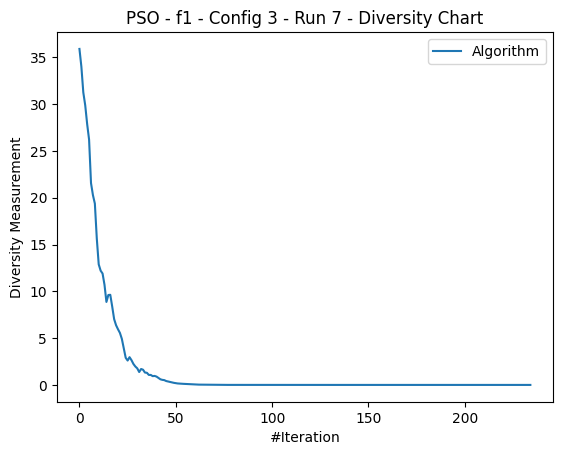 PSO - f1 - Config 3 - Run 7 - Diversity Chart
Algorithm
Diversity Measurement
35
30
25
20
15
10
5
0
0 50 100 150 200
#Iteration